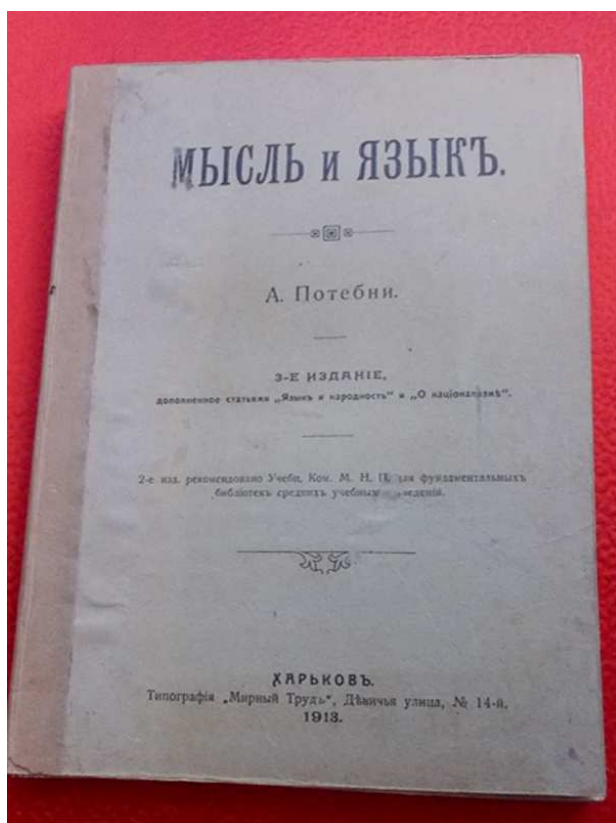 МЫСЛЬ и ЯЗЫКЪ.
А. Потебни.
3-Е ИЗДАНІЕ,
дополненное статьями „Языкъ и народность" и „О націонализмѣ".
2-е изд. рекомендовано Учебн. Ком. М. Н. П. для фундаментальныхъ
библіотекъ среднихъ учебныхъ
ХАРЬКОВЪ.
Типографія „Мирный Трудъ", Дѣвичья улица, № 14-й.
1913.